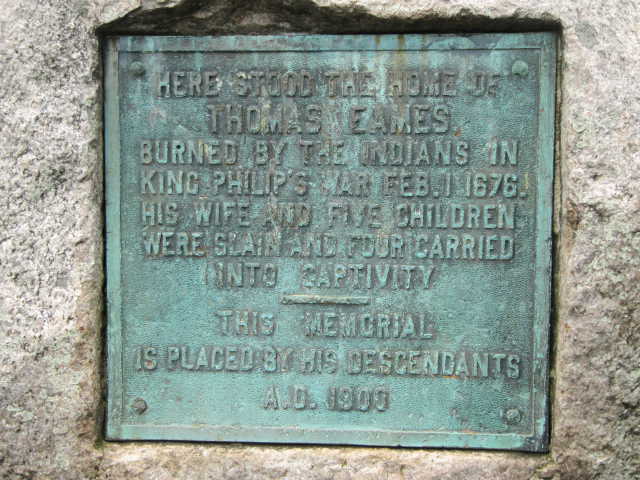 HERE STOOD THE HOME OF
THOMAS EAMES
BURNED BY THE INDIANS IN
KING PHILIP'S WAR FEB. 1 1676.
HIS WIFE AND FIVE CHILDREN
WERE SLAIN AND FOUR CARRIED
INTO CAPTIVITY
THIS MEMORIAL
IS PLACED BY HIS DESCENDANTS
A.D. 1900